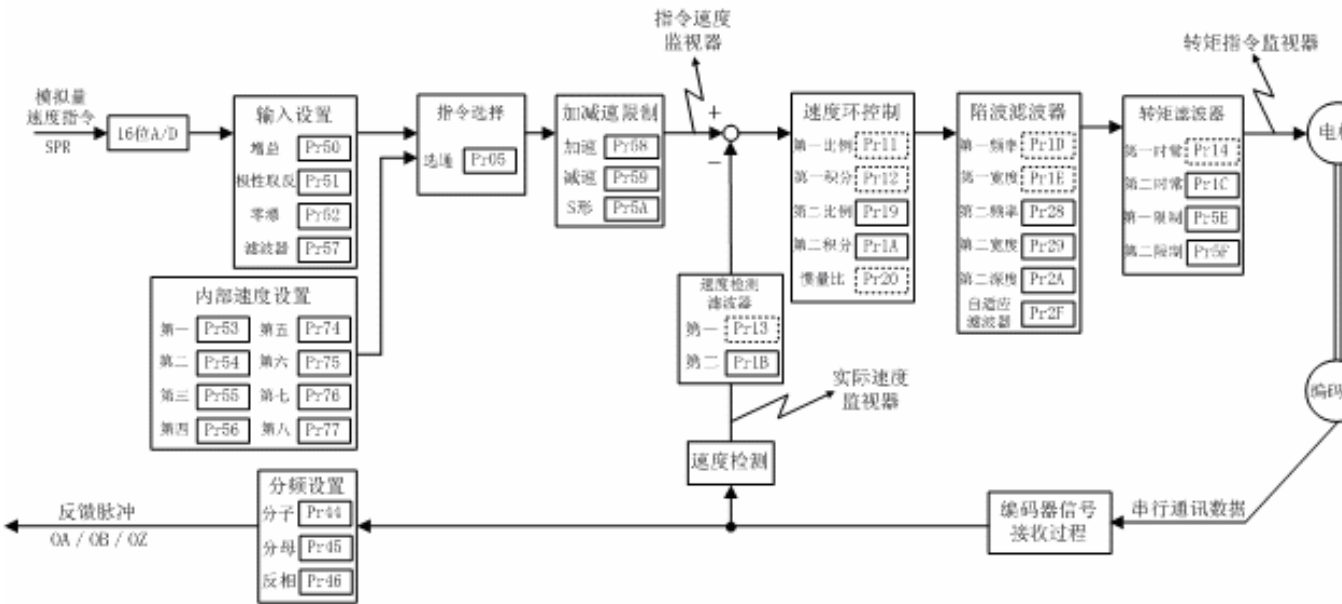 指令速度
监视器
转矩指令监视器
模拟量
速度指令
SPR
16位A/D
输入设置
增益 Pr50
极性取反 Pr51
零漂 Pr52
滤波器 Pr57
指令选择
选通 Pr05
加减速限制
加速 Pr58
减速 Pr59
S形 Pr5A
+
−
速度环控制
第一比例 Pr11
第一积分 Pr12
第二比例 Pr19
第二积分 Pr1A
惯量比 Pr20
陷波滤波器
第一频率 Pr1D
第一宽度 Pr1E
第二频率 Pr28
第二宽度 Pr29
第二深度 Pr2A
自适应
滤波器 Pr2F
转矩滤波器
第一时常 Pr14
第二时常 Pr1C
第一限制 Pr5E
第二限制 Pr5F
电
内部速度设置
第一 Pr53 第五 Pr74
第二 Pr54 第六 Pr75
第三 Pr55 第七 Pr76
第四 Pr56 第八 Pr77
速度检测
滤波器
第一 Pr13
第二 Pr1B
实际速度
监视器
速度检测
编码
分频设置
分子 Pr44
分母 Pr45
反相 Pr46
反馈脉冲
OA / OB / OZ
编码器信号
接收过程
串行通讯数据